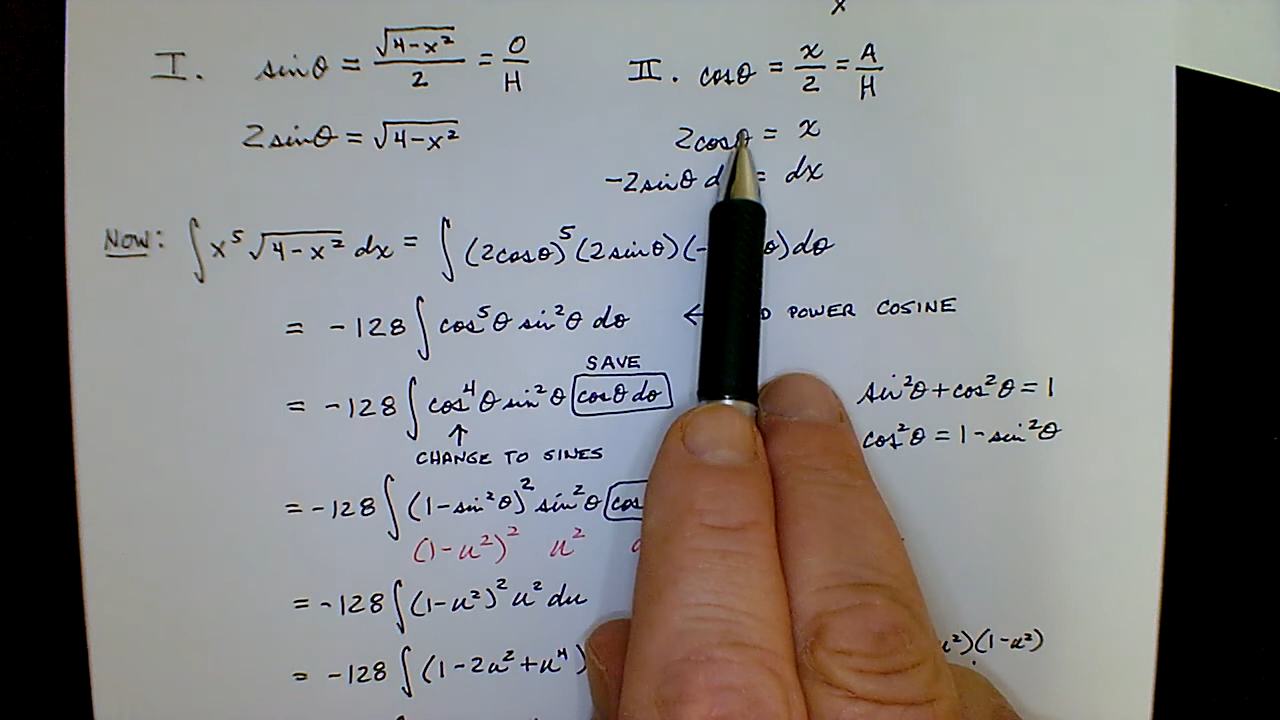 x
I. sinθ = √(4-x²)/2 = O/H
II. cosθ = x/2 = A/H
2sinθ = √(4-x²)
2cosθ = x
-2sinθ d = dx
Now: ∫ x⁵ √(4-x²) dx = ∫ (2cosθ)⁵ (2sinθ)(- θ)dθ
= -128 ∫ cos⁵θ sin²θ dθ ← POWER COSINE
SAVE
= -128 ∫ cos⁴θ sin²θ cosθ dθ
sin²θ + cos²θ = 1
↑
cos²θ = 1 - sin²θ
CHANGE TO SINES
= -128 ∫ (1-sin²θ)² sin²θ cos
(1-u²)² u²
= -128 ∫ (1-u²)² u² du
u²)(1-u²)
= -128 ∫ (1-2u²+u⁴)